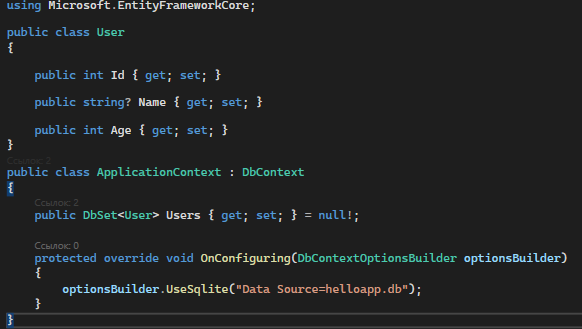 using Microsoft.EntityFrameworkCore;
public class User
{
public int Id { get; set; }
public string? Name { get; set; }
public int Age { get; set; }
}
Ссылок: 2
public class ApplicationContext : DbContext
{
Ссылок: 2
public DbSet<User> Users { get; set; } = null!;
Ссылок: 0
protected override void OnConfiguring(DbContextOptionsBuilder optionsBuilder)
{
optionsBuilder.UseSqlite("Data Source=helloapp.db");
}
}